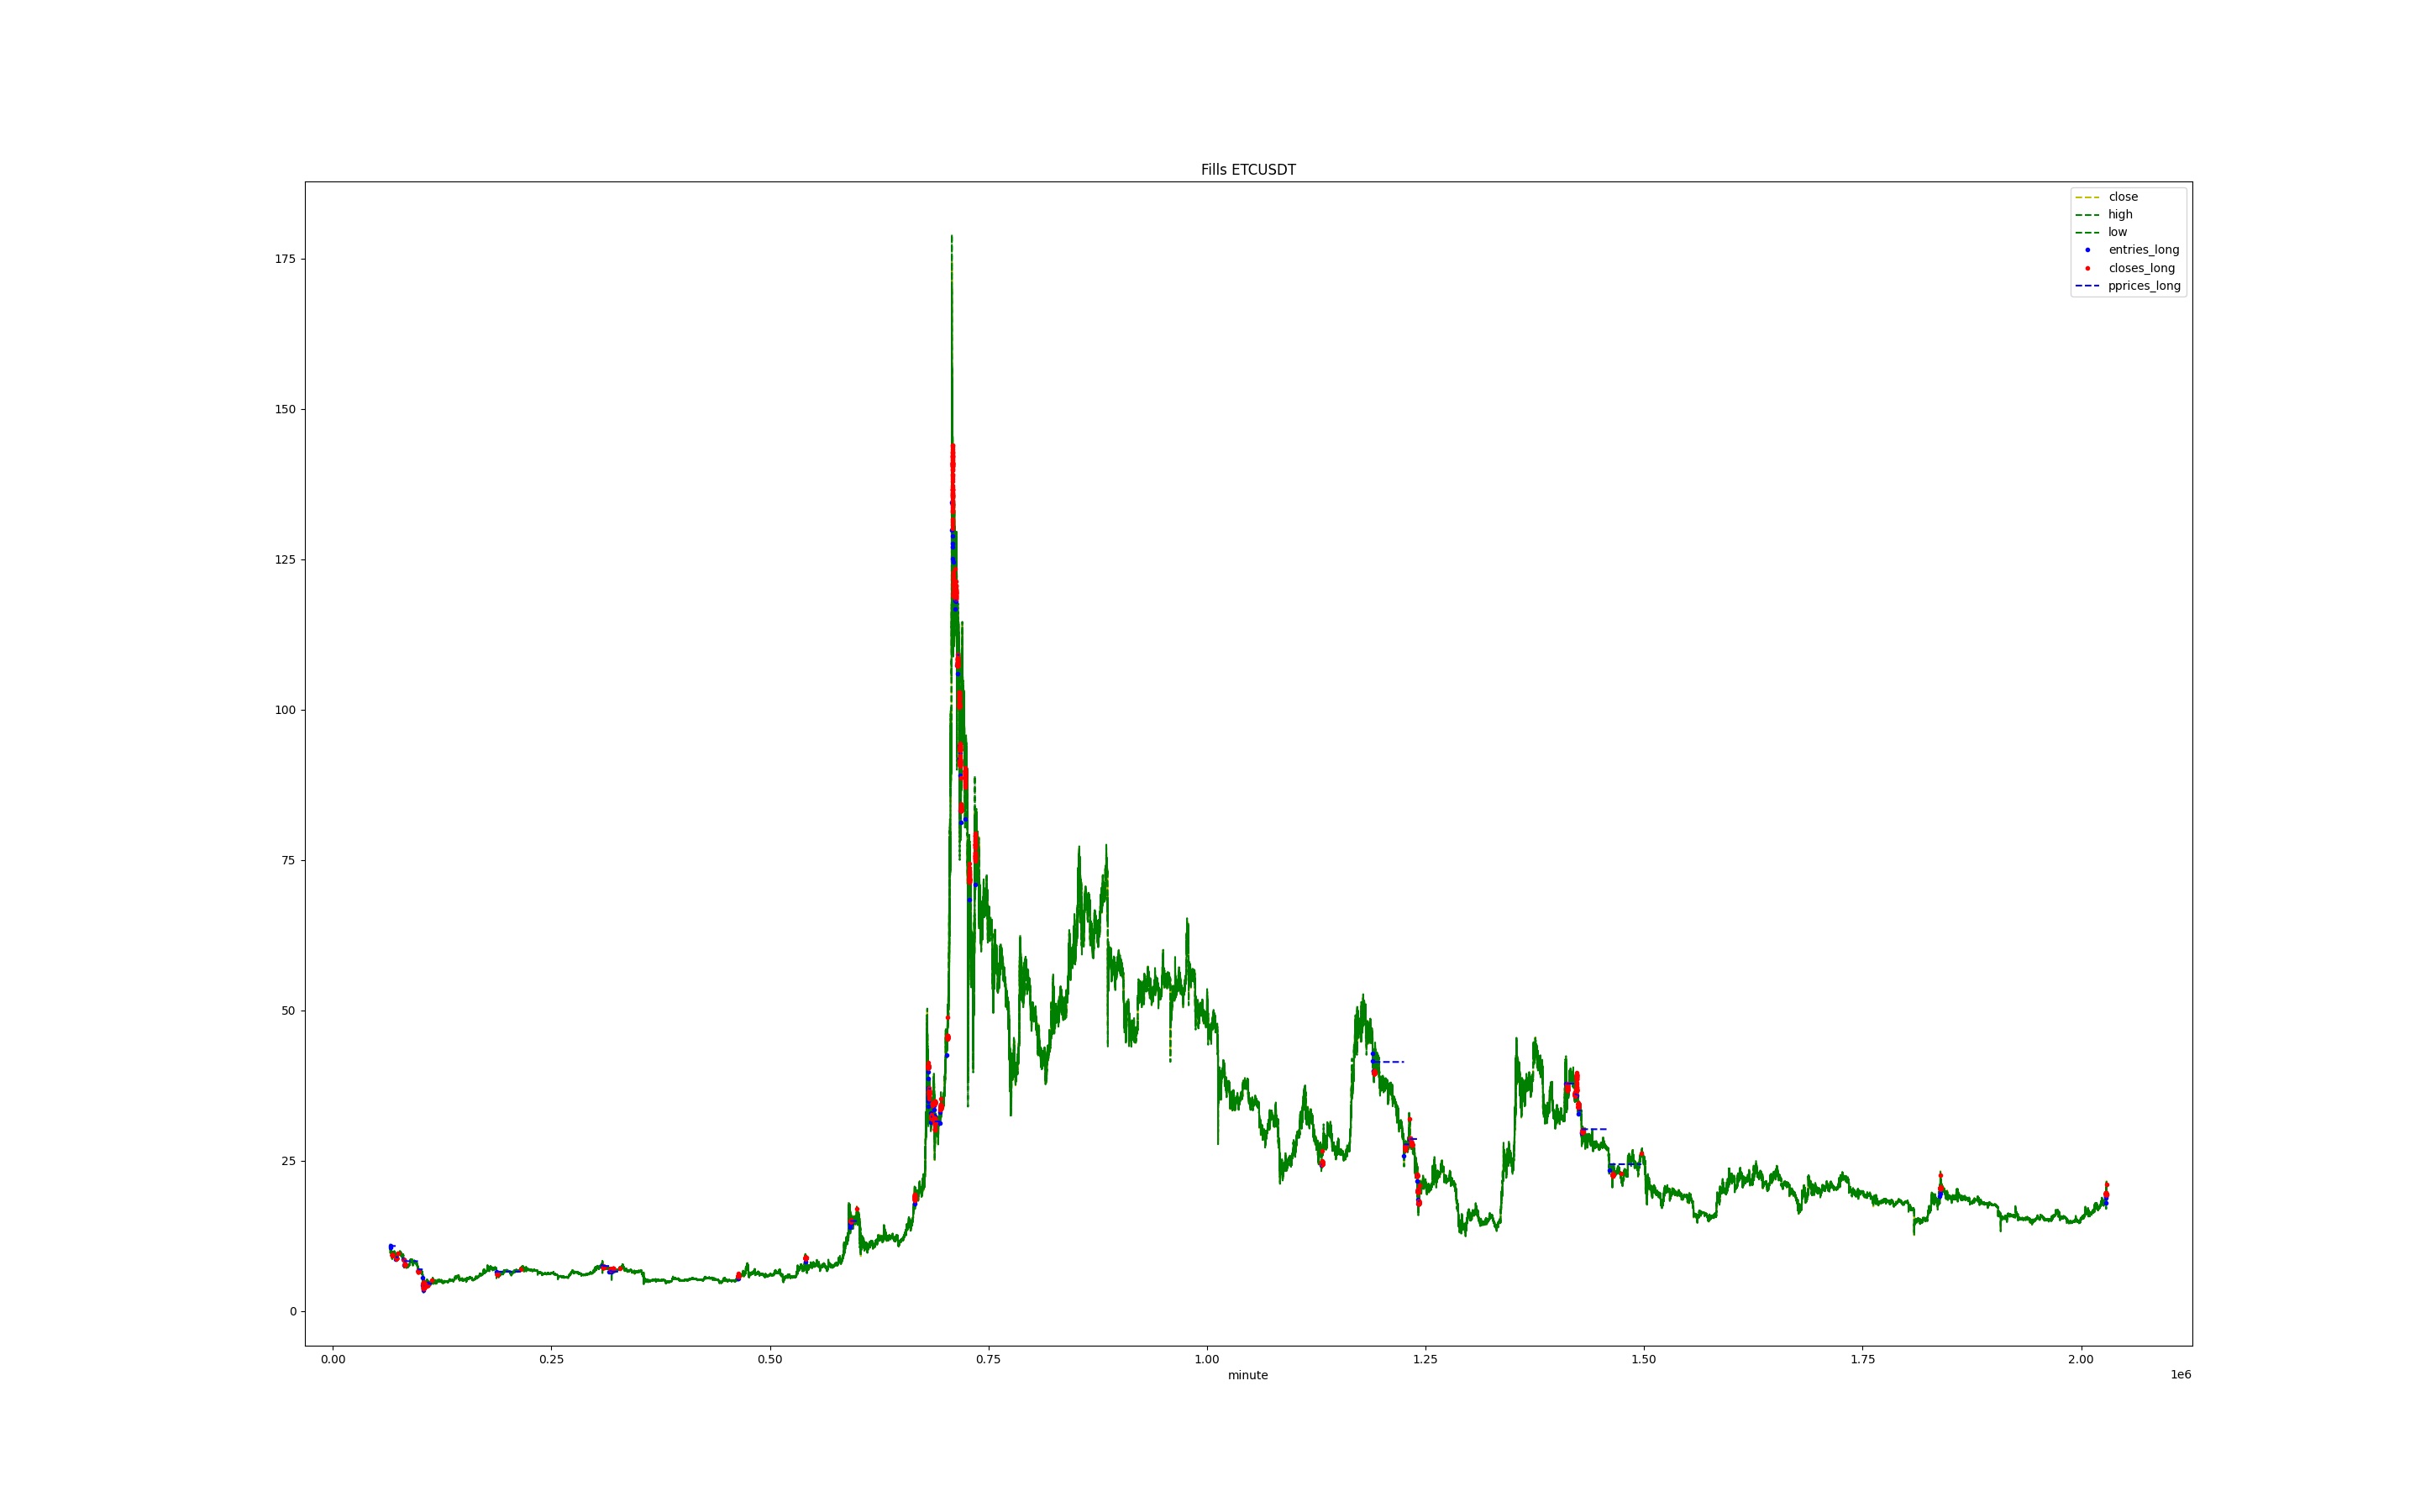 Fills ETCUSDT
close
high
low
entries_long
closes_long
pprices_long
175
150
125
100
75
50
25
0
0.00 0.25 0.50 0.75 1.00 1.25 1.50 1.75 2.00
minute 1e6